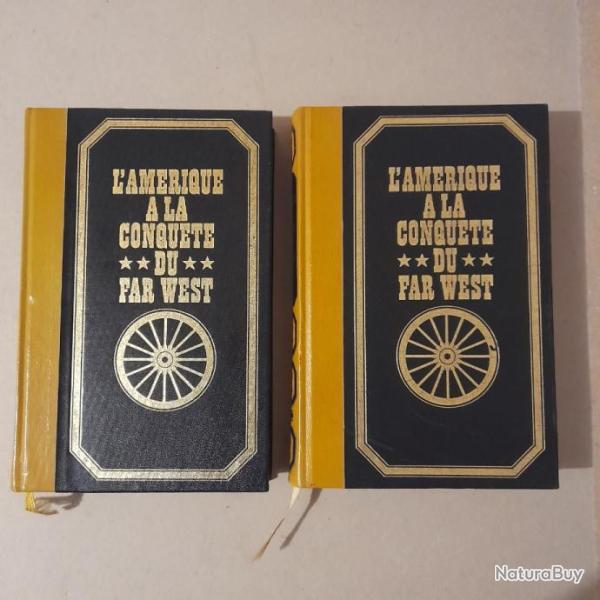 L'AMERIQUE
A LA
CONQUETE
DU
FAR WEST
L'AMERIQUE
A LA
CONQUETE
DU
FAR WEST
NaturaBuy